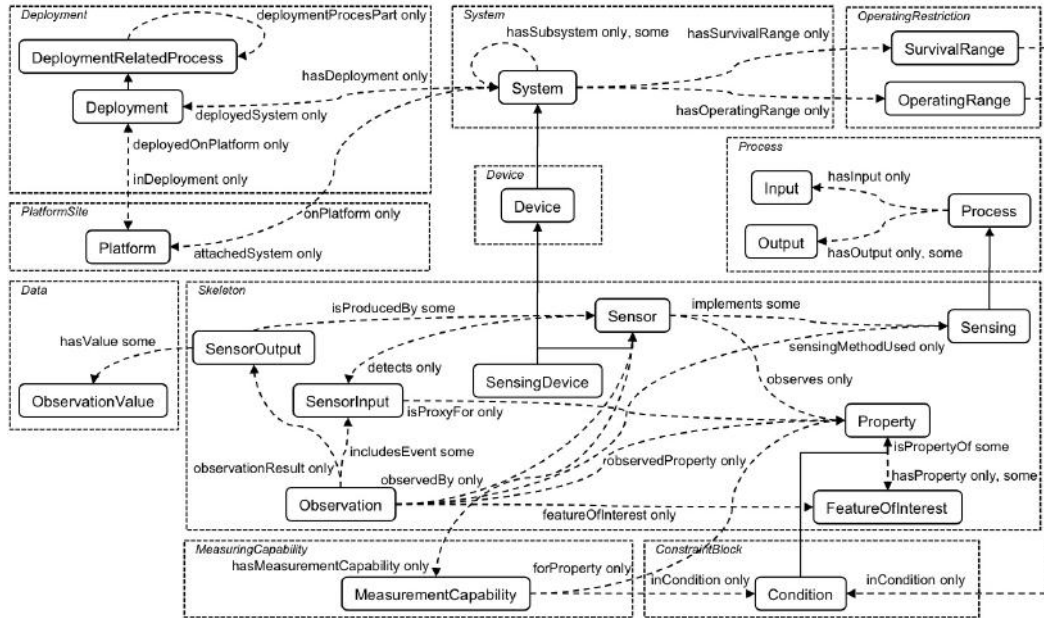 Deployment
deploymentProcesPart only
DeploymentRelatedProcess
Deployment
hasDeployment only
deployedSystem only
deployedOnPlatform only
inDeployment only
System
hasSubsystem only, some
hasSurvivalRange only
System
hasOperatingRange only
OperatingRestriction
SurvivalRange
OperatingRange
Process
hasInput only
Input
Process
Output
hasOutput only, some
Device
Device
PlatformSite
onPlatform only
Platform
attachedSystem only
Data
hasValue some
ObservationValue
Skeleton
isProducedBy some
Sensor
implements some
SensorOutput
Sensing
sensingMethodUsed only
detects only
SensingDevice
observes only
SensorInput
isProxyFor only
Property
isPropertyOf some
observationResult only
includesEvent some
observedProperty only
hasProperty only, some
observedBy only
Observation
featureOfInterest only
FeatureOfInterest
MeasuringCapability
hasMeasurementCapability only
forProperty only
MeasurementCapability
ConstraintBlock
inCondition only
Condition
inCondition only